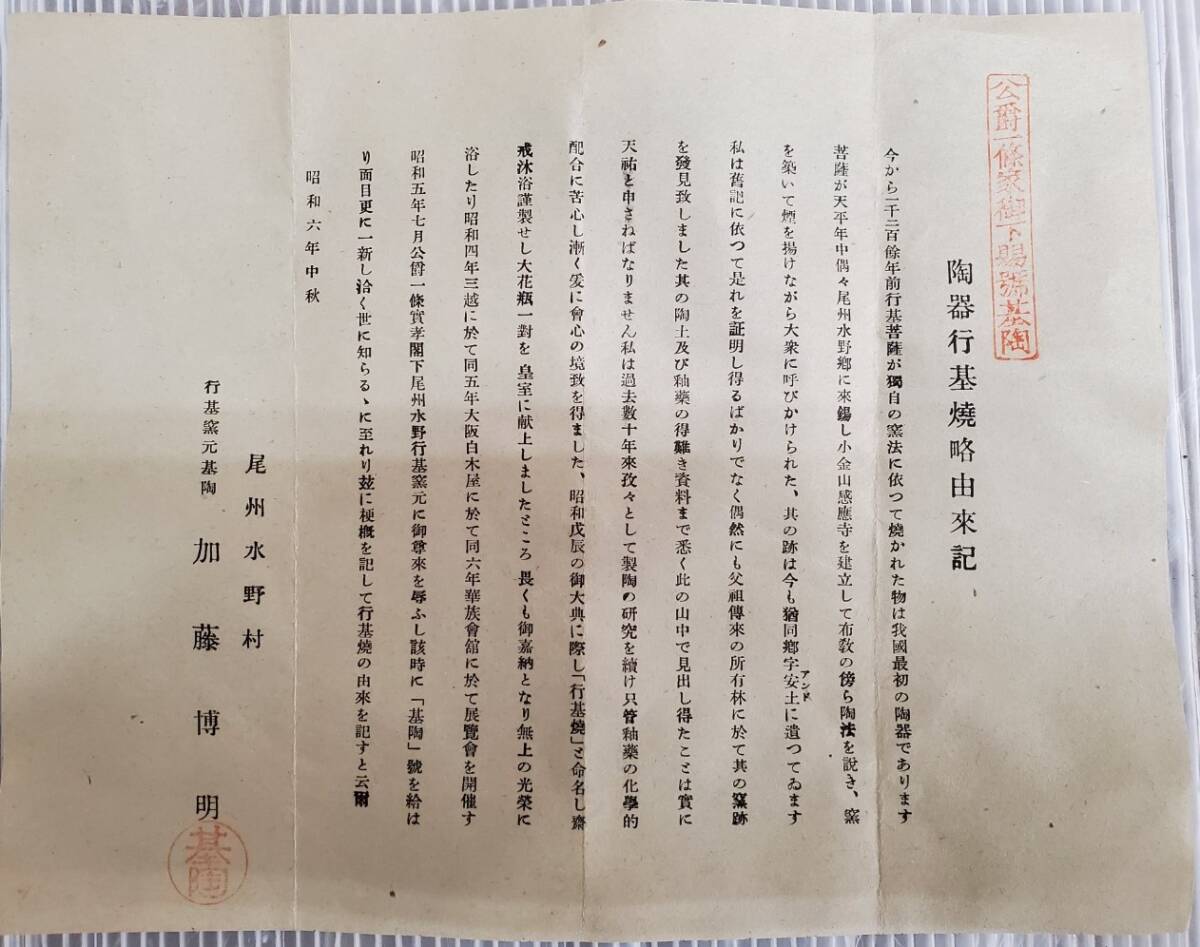 公爵一條家御下賜號基陶
陶器行基燒略由來記
今から一千二百餘年前行基菩薩が獨自の窯法に依つて燒かれた物は我國最初の陶器であります
菩薩が天平年中偶々尾州水野鄕に來錫し小金山感應寺を建立して布敎の傍ら陶法を說き、窯
を築いて煙を揚げながら大衆に呼びかけられた、其の跡は今も猶同鄕字安土に遺つてゐます
アンド
私は舊記に依つて是れを証明し得るばかりでなく偶然にも父祖傳來の所有林に於て其の窯跡
を發見致しました其の陶土及び釉藥の得難き資料まで悉く此の山中で見出し得たことは實に
天祐と申さねばなりません私は過去數十年來孜々として製陶の硏究を續け只管釉藥の化學的
配合に苦心し漸く爰に會心の境致を得ました、昭和戊辰の御大典に際し「行基燒」と命名し齋
戒沐浴謹製せし大花瓶一對を 皇室に献上しましたところ 畏くも御嘉納となり無上の光榮に
浴したり昭和四年三越に於て同五年大阪白木屋に於て同六年華族會舘に於て展覽會を開催す
昭和五年七月公爵一條實孝閣下尾州水野行基窯元に御尊來を辱ふし該時に「基陶」號を給は
り面目更に一新し洽く世に知らるゝに至れり玆に梗槪を記して行基燒の由來を記すと云爾
昭和六年中秋
尾州水野村
行基窯元基陶 加藤博明
基陶